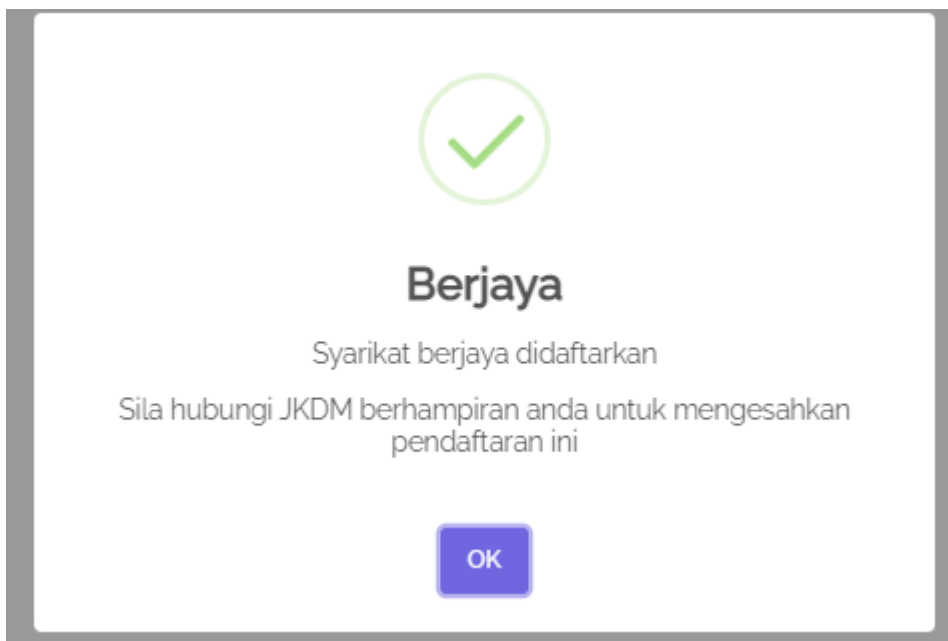 Berjaya
Syarikat berjaya didaftarkan
Sila hubungi JKDM berhampiran anda untuk mengesahkan
pendaftaran ini
OK